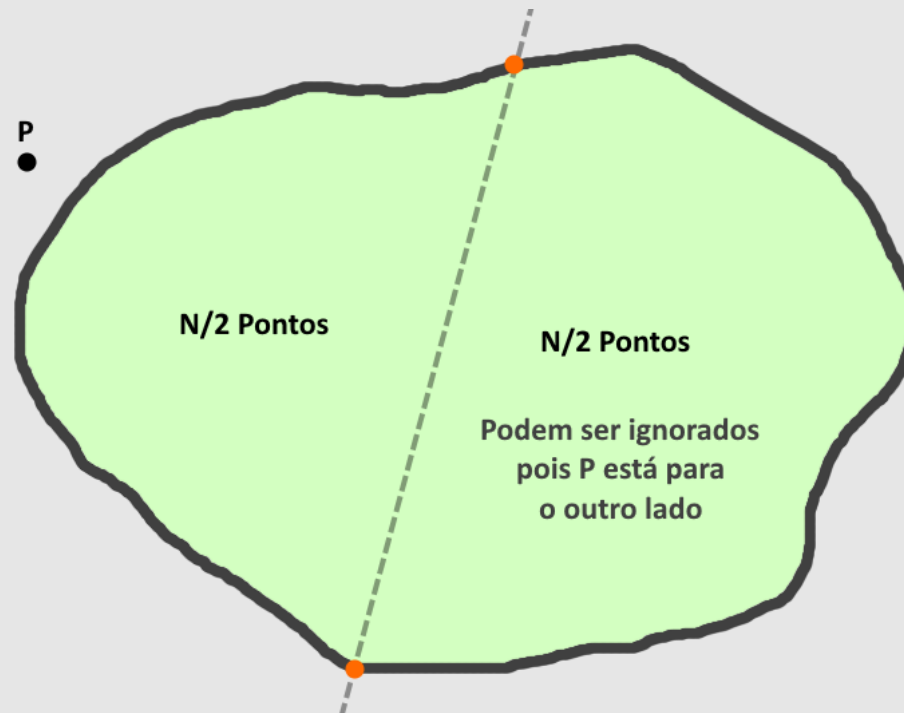 P
N/2 Pontos
N/2 Pontos
Podem ser ignorados
pois P está para
o outro lado